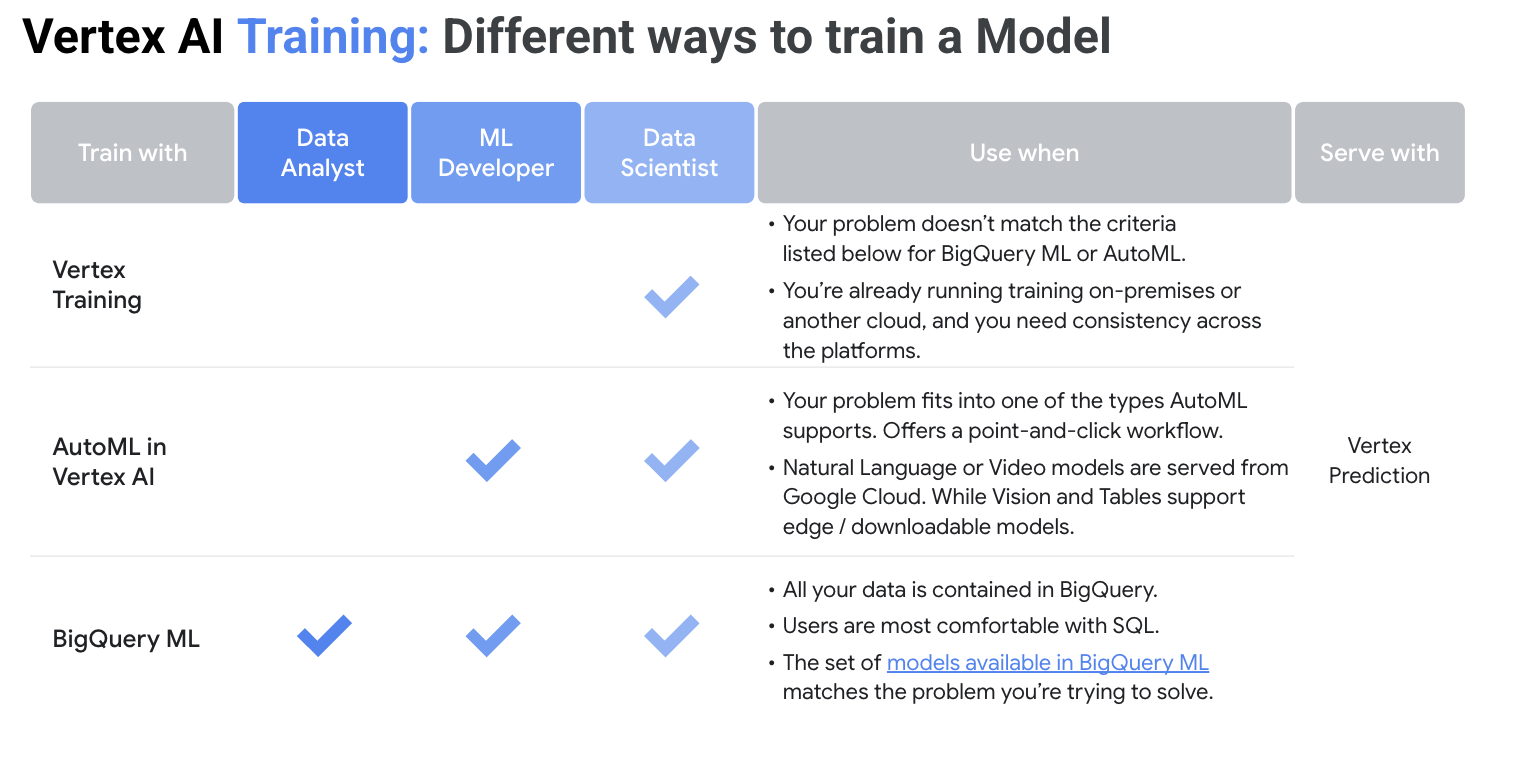 Vertex AI Training: Different ways to train a Model
Train with
Data
Analyst
ML
Developer
Data
Scientist
Use when
Serve with
Vertex
Training
• Your problem doesn’t match the criteria
listed below for BigQuery ML or AutoML.
• You’re already running training on-premises or
another cloud, and you need consistency across
the platforms.
AutoML in
Vertex AI
• Your problem fits into one of the types AutoML
supports. Offers a point-and-click workflow.
• Natural Language or Video models are served from
Google Cloud. While Vision and Tables support
edge / downloadable models.
Vertex
Prediction
BigQuery ML
• All your data is contained in BigQuery.
• Users are most comfortable with SQL.
• The set of models available in BigQuery ML
matches the problem you’re trying to solve.